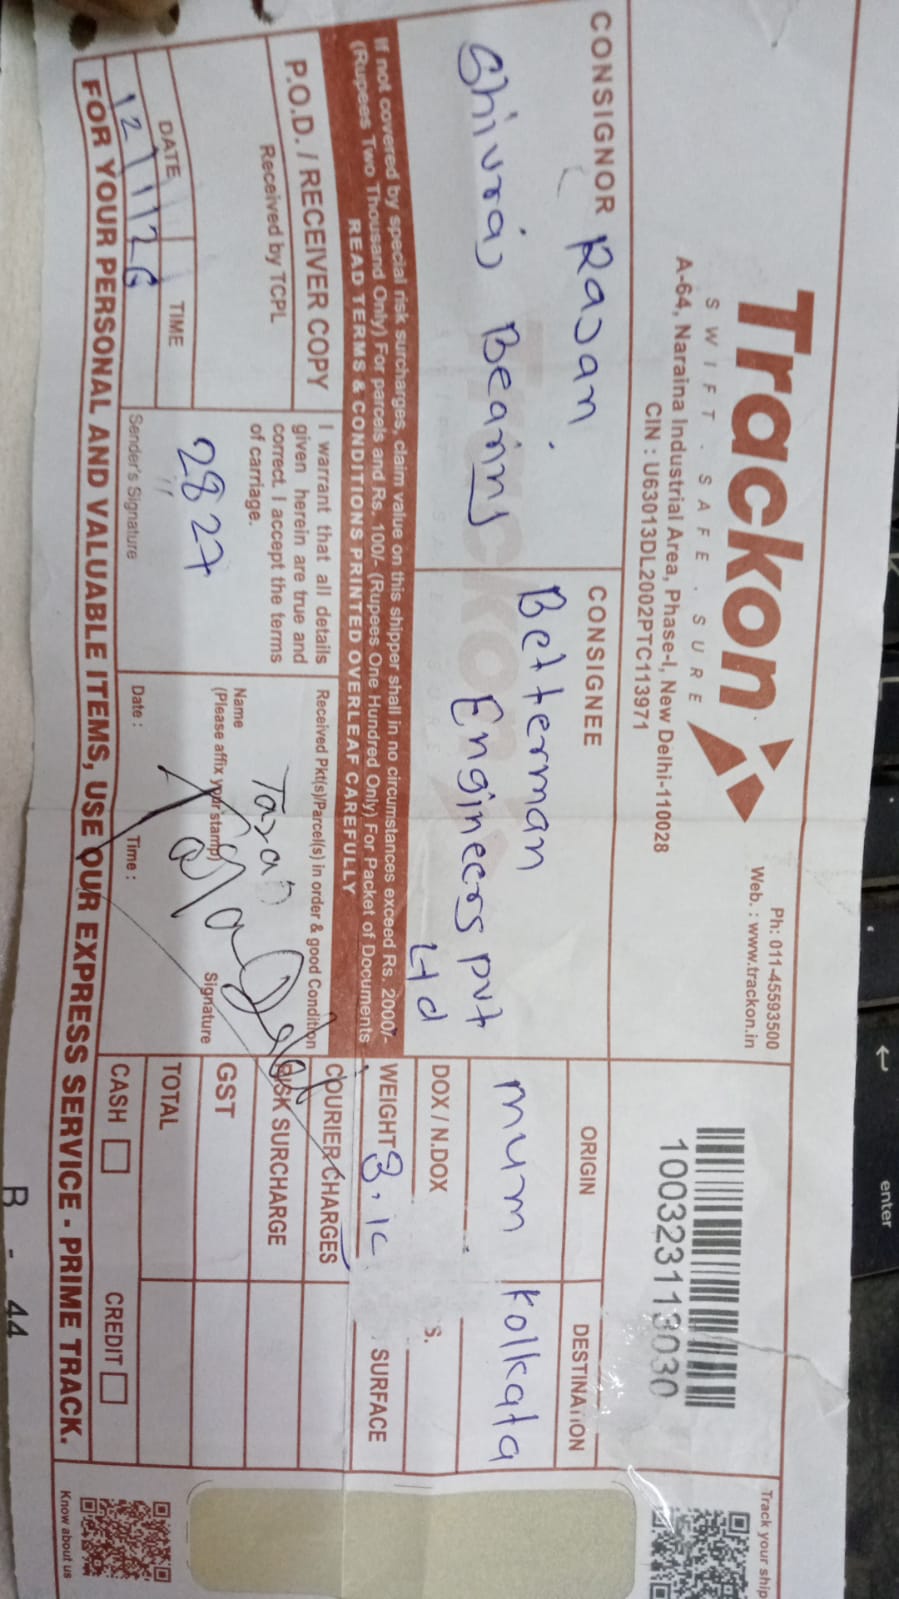 Trackon
SWIFT . SAFE . SURE
A-64, Naraina Industrial Area, Phase-I, New Delhi-110028
CIN : U63013DL2002PTC113971
Ph: 011-45593500
Web. : www.trackon.in
100323113030
Track your ship
CONSIGNOR Rajan.
Shivraj Bearing
CONSIGNEE
Betterman
Engineers pvt
Ltd
ORIGIN
mum
DESTINATION
Kolkata
DOX / N.DOX
S.
WEIGHT
SURFACE
If not covered by special risk surcharges, claim value on this shipper shall in no circumstances exceed Rs. 2000/-
(Rupees Two Thousand Only) For parcels and Rs. 100/- (Rupees One Hundred Only) For Packet of Documents
READ TERMS & CONDITIONS PRINTED OVERLEAF CAREFULLY
P.O.D. / RECEIVER COPY
Received by TCPL
DATE
TIME
12/1/26
I warrant that all details
given herein are true and
correct. I accept the terms
of carriage.
2827
Sender's Signature
Received Pkt(s)/Parcel(s) in order & good Condition
Name
(Please affix your stamp)
Signature
Date :
Time :
COURIER CHARGES
RISK SURCHARGE
GST
TOTAL
CASH
CREDIT
FOR YOUR PERSONAL AND VALUABLE ITEMS, USE OUR EXPRESS SERVICE - PRIME TRACK.
Know about us
B - 44
enter